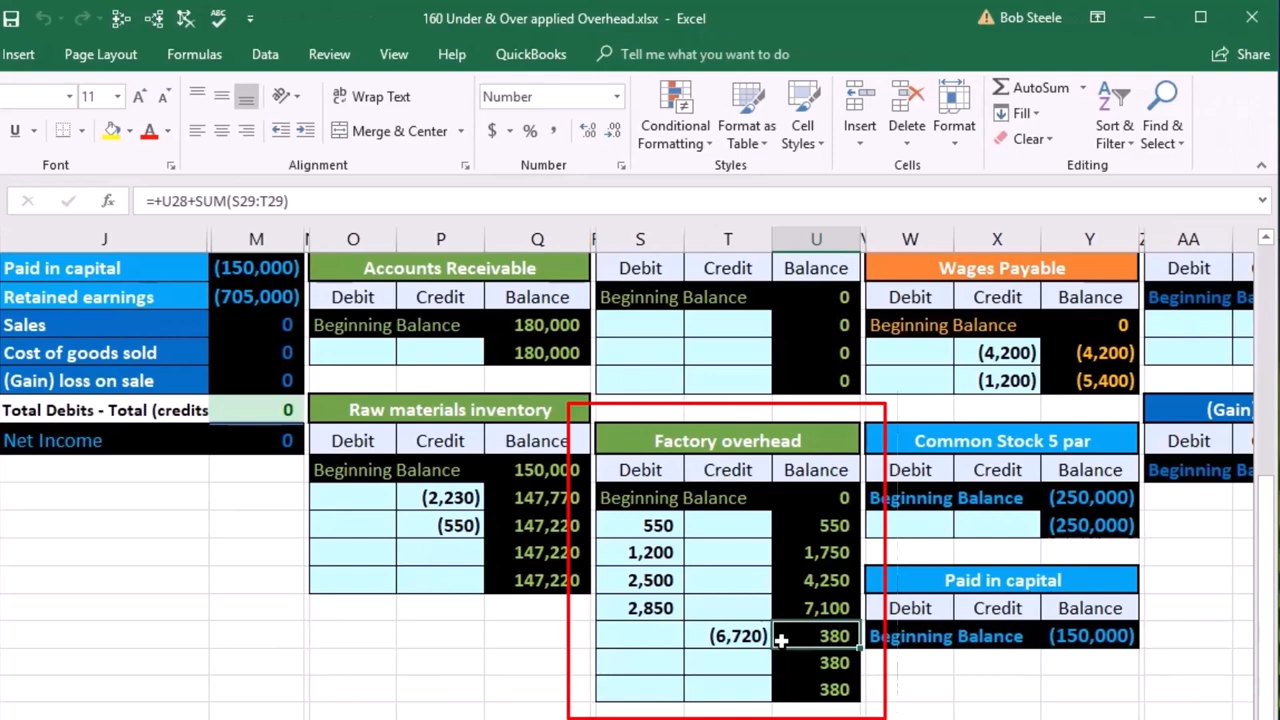 ABC
160 Under & Over applied Overhead.xlsx - Excel
Bob Steele
Insert Page Layout Formulas Data Review View Help QuickBooks Tell me what you want to do Share
11 A A ab Wrap Text Number Conditional Formatting Format as Table Cell Styles Insert Delete Format AutoSum Fill Clear Sort & Filter Find & Select
U A Merge & Center $ % , .00 .0
Font Alignment Number Styles Cells Editing
fx =+U28+SUM(S29:T29)
J M N O P Q R S T U V W X Y Z AA
Paid in capital (150,000) Accounts Receivable Debit Credit Balance Wages Payable Debit
Retained earnings (705,000) Debit Credit Balance Beginning Balance 0 Debit Credit Balance Beginning Ba
Sales 0 Beginning Balance 180,000 0 Beginning Balance 0
Cost of goods sold 0 180,000 0 (4,200) (4,200)
(Gain) loss on sale 0 0 (1,200) (5,400)
Total Debits - Total (credits 0 Raw materials inventory (Gain)
Net Income 0 Debit Credit Balance Factory overhead Common Stock 5 par Debit
Beginning Balance 150,000 Debit Credit Balance Debit Credit Balance Beginning Ba
(2,230) 147,770 Beginning Balance 0 Beginning Balance (250,000)
(550) 147,220 550 550 (250,000)
147,220 1,200 1,750
147,220 2,500 4,250 Paid in capital
2,850 7,100 Debit Credit Balance
(6,720) 380 Beginning Balance (150,000)
380
380